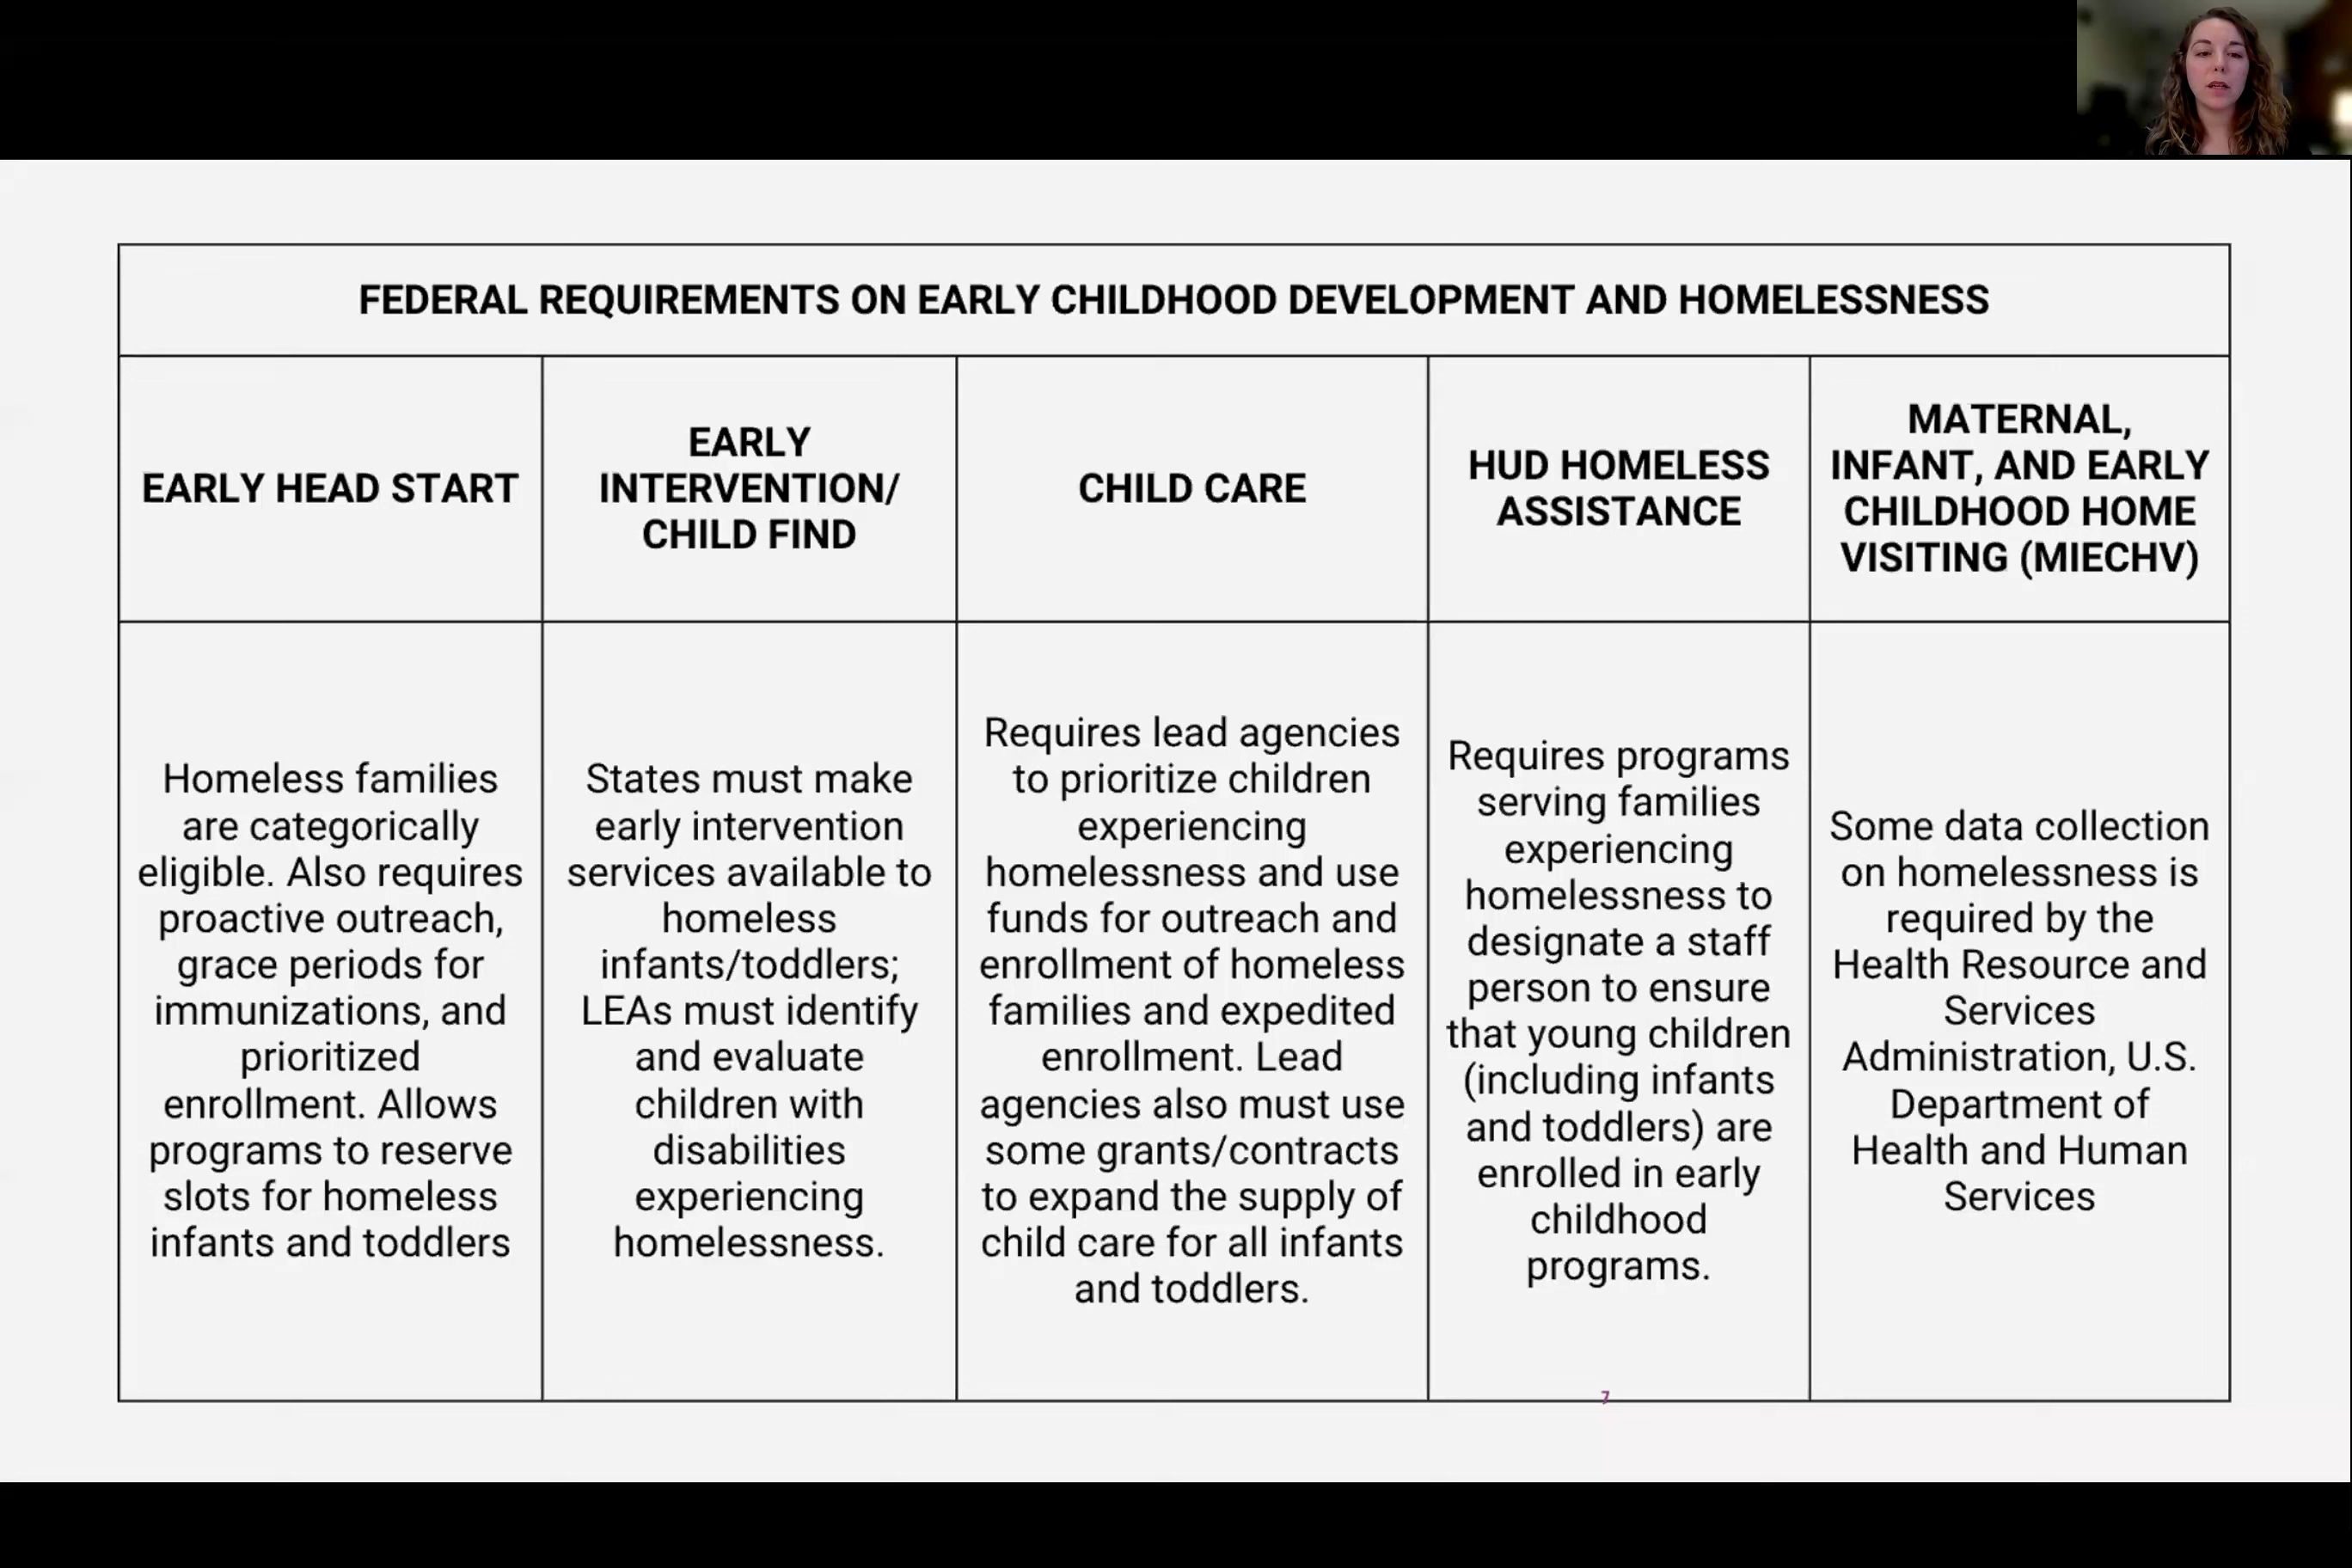 FEDERAL REQUIREMENTS ON EARLY CHILDHOOD DEVELOPMENT AND HOMELESSNESS
EARLY HEAD START
EARLY
INTERVENTION/
CHILD FIND
CHILD CARE
HUD HOMELESS
ASSISTANCE
MATERNAL,
INFANT, AND EARLY
CHILDHOOD HOME
VISITING (MIECHV)
Homeless families
are categorically
eligible. Also requires
proactive outreach,
grace periods for
immunizations, and
prioritized
enrollment. Allows
programs to reserve
slots for homeless
infants and toddlers
States must make
early intervention
services available to
homeless
infants/toddlers;
LEAs must identify
and evaluate
children with
disabilities
experiencing
homelessness.
Requires lead agencies
to prioritize children
experiencing
homelessness and use
funds for outreach and
enrollment of homeless
families and expedited
enrollment. Lead
agencies also must use
some grants/contracts
to expand the supply of
child care for all infants
and toddlers.
Requires programs
serving families
experiencing
homelessness to
designate a staff
person to ensure
that young children
(including infants
and toddlers) are
enrolled in early
childhood
programs.
Some data collection
on homelessness is
required by the
Health Resource and
Services
Administration, U.S.
Department of
Health and Human
Services
7